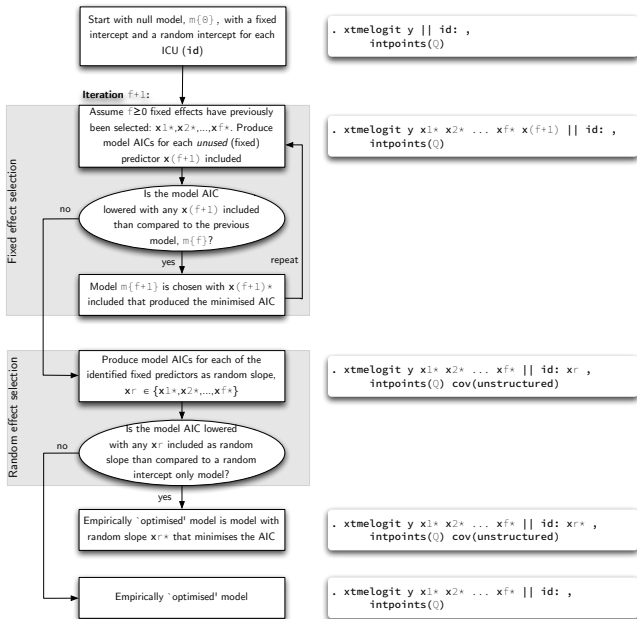 Start with null model, m{0}, with a fixed
intercept and a random intercept for each
ICU (id)
. xtmelogit y || id: ,
intpoints(Q)
Iteration f+1:
Assume f≥0 fixed effects have previously
been selected: x1*,x2*,...,xf*. Produce
model AICs for each unused (fixed)
predictor x(f+1) included
. xtmelogit y x1* x2* ... xf* x(f+1) || id: ,
intpoints(Q)
Fixed effect selection
Is the model AIC
lowered with any x(f+1) included
than compared to the previous
model, m{f}?
no
yes
repeat
Model m{f+1} is chosen with x(f+1)*
included that produced the minimised AIC
Random effect selection
Produce model AICs for each of the
identified fixed predictors as random slope,
xr ∈ {x1*,x2*,...,xf*}
. xtmelogit y x1* x2* ... xf* || id: xr ,
intpoints(Q) cov(unstructured)
Is the model AIC lowered
with any xr included as random
slope than compared to a random
intercept only model?
no
yes
Empirically `optimised' model is model with
random slope xr* that minimises the AIC
. xtmelogit y x1* x2* ... xf* || id: xr* ,
intpoints(Q) cov(unstructured)
Empirically `optimised' model
. xtmelogit y x1* x2* ... xf* || id: ,
intpoints(Q)